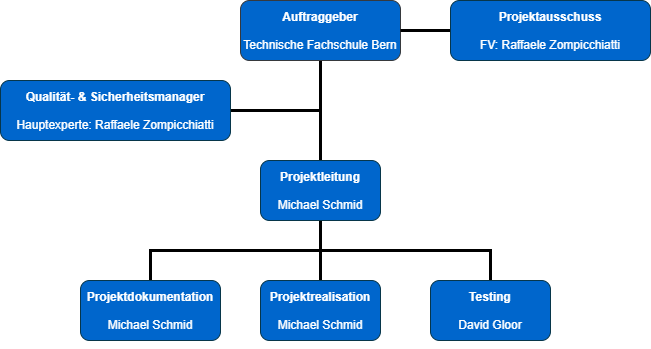 Auftraggeber
Technische Fachschule Bern
Projektausschuss
FV: Raffaele Zompicchiatti
Qualität- & Sicherheitsmanager
Hauptexperte: Raffaele Zompicchiatti
Projektleitung
Michael Schmid
Projektdokumentation
Michael Schmid
Projektrealisation
Michael Schmid
Testing
David Gloor